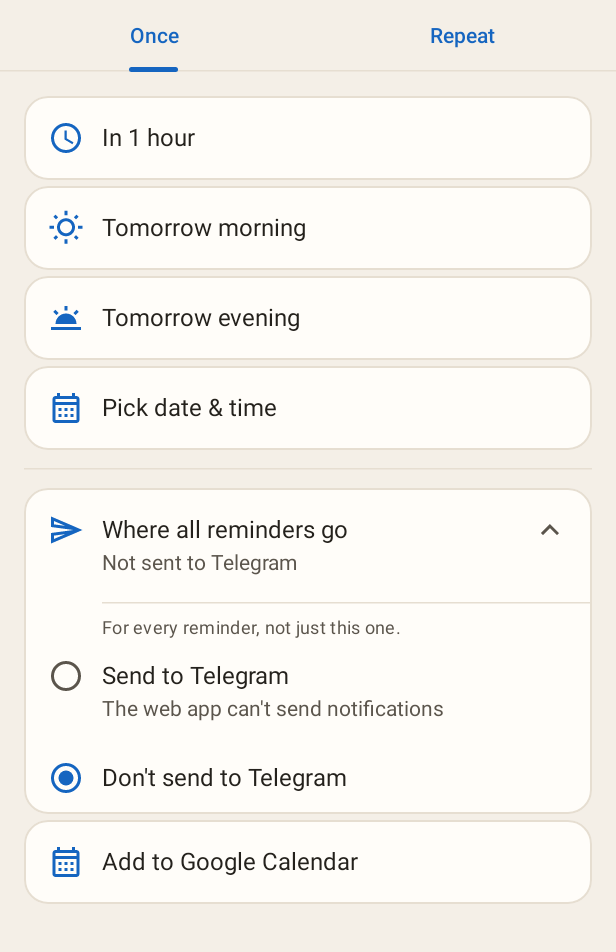 Once
Repeat
In 1 hour
Tomorrow morning
Tomorrow evening
Pick date & time
Where all reminders go
Not sent to Telegram
For every reminder, not just this one.
Send to Telegram
The web app can't send notifications
Don't send to Telegram
Add to Google Calendar